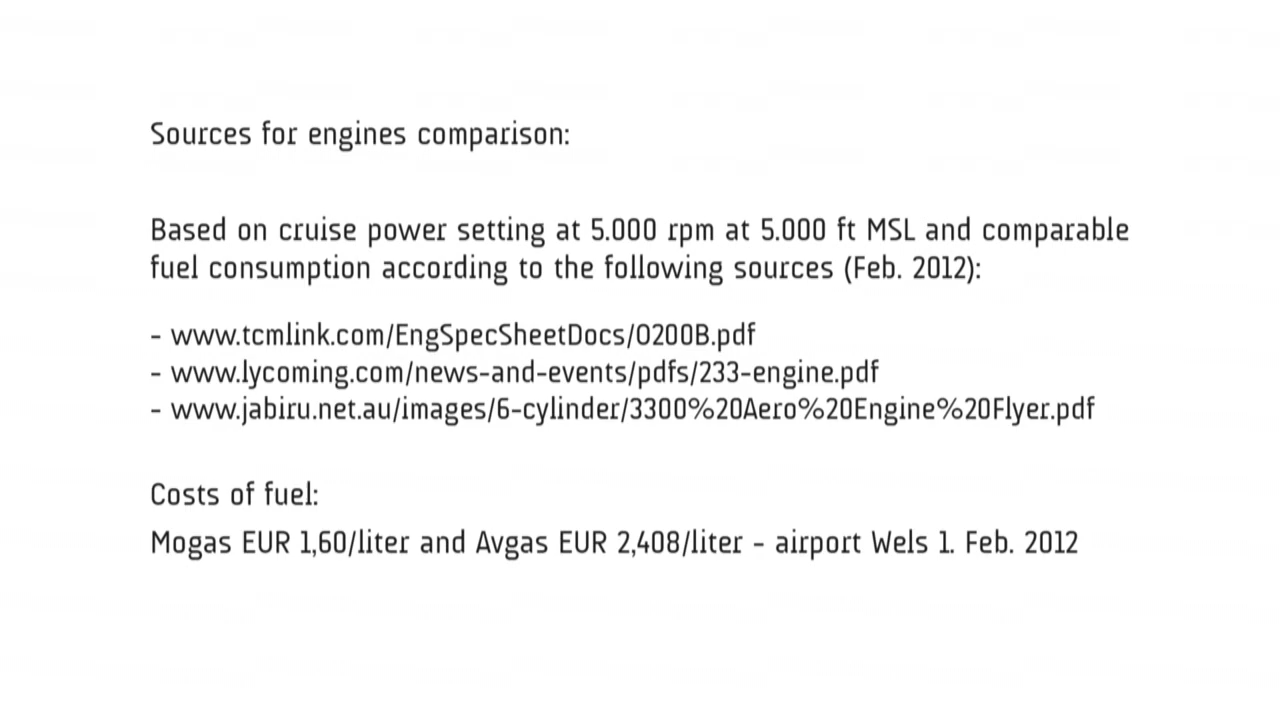 Sources for engines comparison:
Based on cruise power setting at 5.000 rpm at 5.000 ft MSL and comparable
fuel consumption according to the following sources (Feb. 2012):
- www.tcmlink.com/EngSpecSheetDocs/O200B.pdf
- www.lycoming.com/news-and-events/pdfs/233-engine.pdf
- www.jabiru.net.au/images/6-cylinder/3300%20Aero%20Engine%20Flyer.pdf
Costs of fuel:
Mogas EUR 1,60/liter and Avgas EUR 2,408/liter - airport Wels 1. Feb. 2012